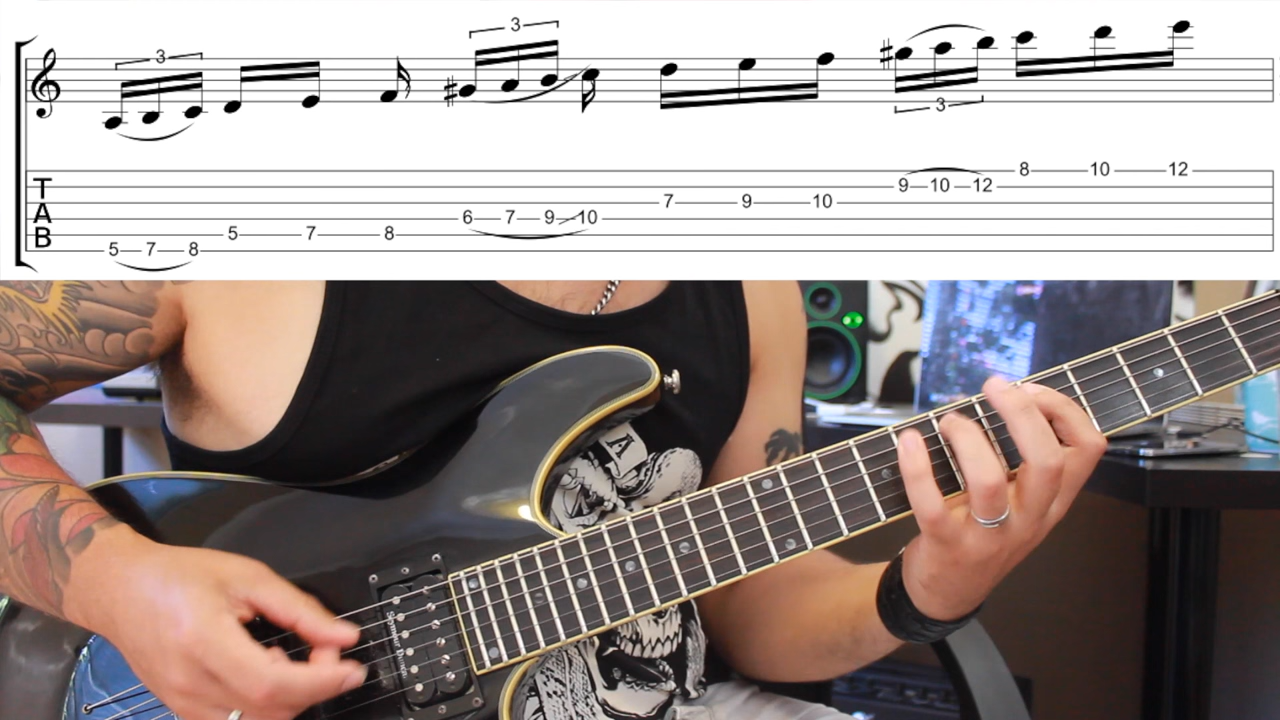 3 3
3
8 10 12
T 9 10 12
7 9 10
A 6 7 9 10
B 5 7 8
5 7 8
A
Seymour Duncan